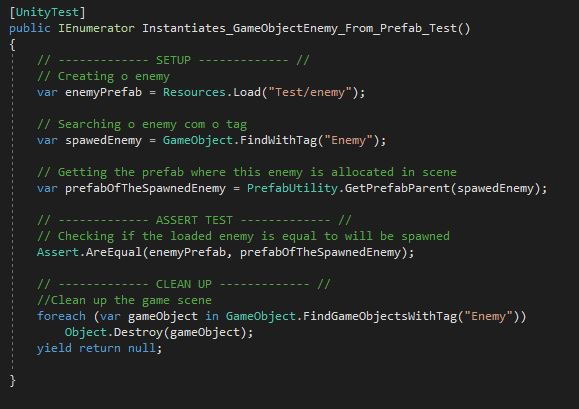 [UnityTest]
public IEnumerator Instantiates_GameObjectEnemy_From_Prefab_Test()
{
// ------------- SETUP ------------- //
// Creating o enemy
var enemyPrefab = Resources.Load("Test/enemy");
// Searching o enemy com o tag
var spawedEnemy = GameObject.FindWithTag("Enemy");
// Getting the prefab where this enemy is allocated in scene
var prefabOfTheSpawnedEnemy = PrefabUtility.GetPrefabParent(spawedEnemy);
// ------------- ASSERT TEST ------------- //
// Checking if the loaded enemy is equal to will be spawned
Assert.AreEqual(enemyPrefab, prefabOfTheSpawnedEnemy);
// ------------- CLEAN UP ------------- //
//Clean up the game scene
foreach (var gameObject in GameObject.FindGameObjectsWithTag("Enemy"))
Object.Destroy(gameObject);
yield return null;
}